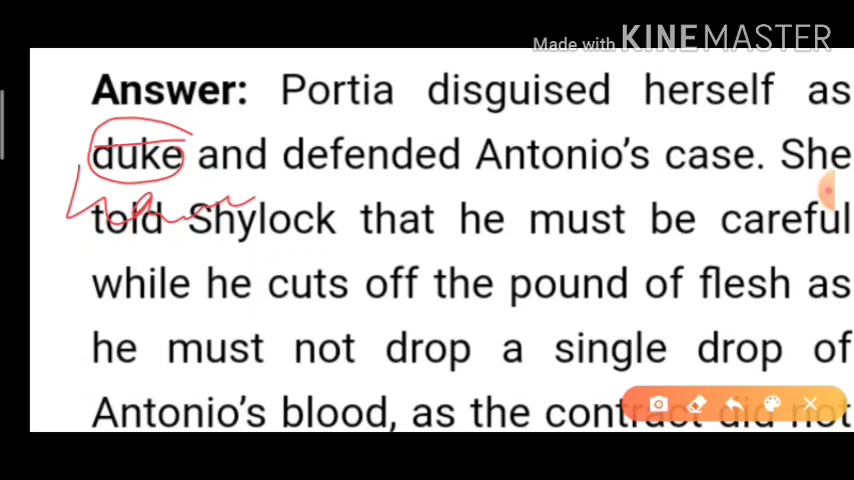 Made with KINEMASTER
Answer: Portia disguised herself as
duke and defended Antonio's case. She
told Shylock that he must be careful
while he cuts off the pound of flesh as
he must not drop a single drop of
Antonio's blood, as the contract did not